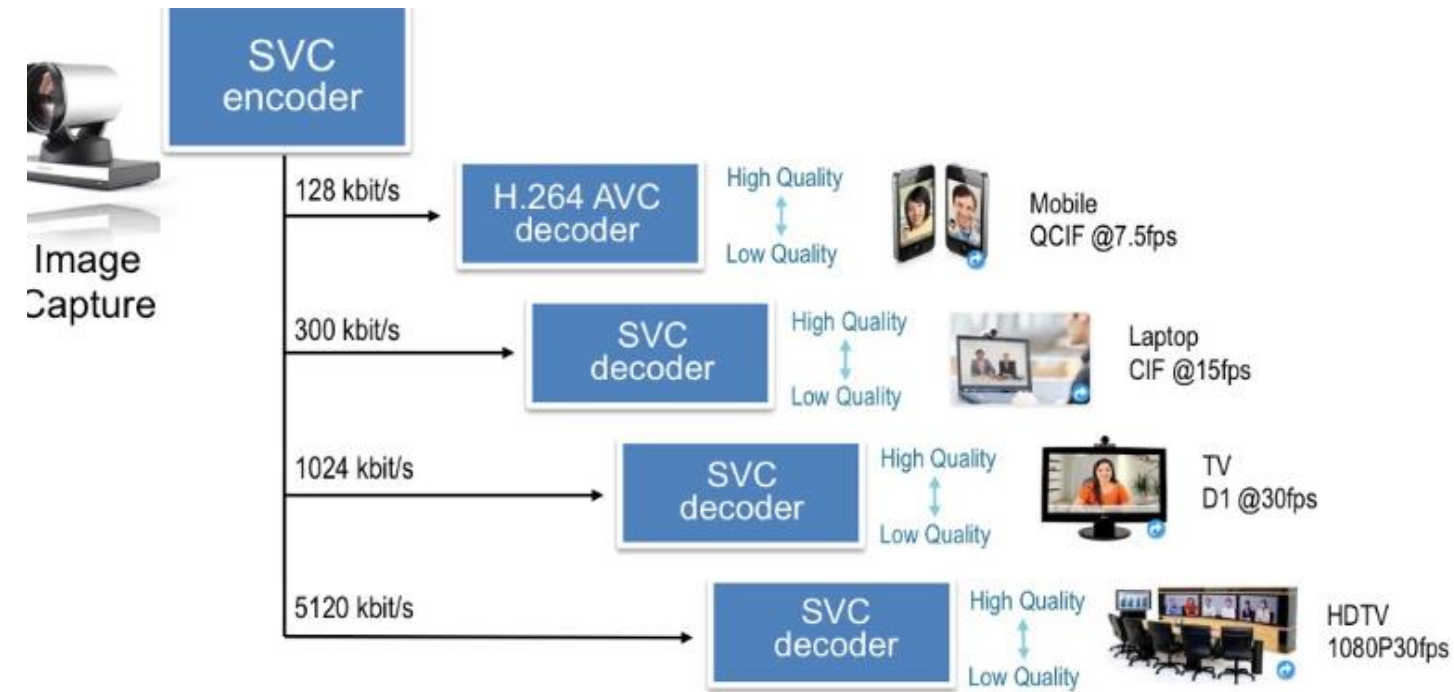 SVC
encoder
Image
Capture
128 kbit/s
H.264 AVC
decoder
High Quality
Low Quality
Mobile
QCIF @7.5fps
300 kbit/s
SVC
decoder
High Quality
Low Quality
Laptop
CIF @15fps
1024 kbit/s
SVC
decoder
High Quality
Low Quality
TV
D1 @30fps
5120 kbit/s
SVC
decoder
High Quality
Low Quality
HDTV
1080P30fps